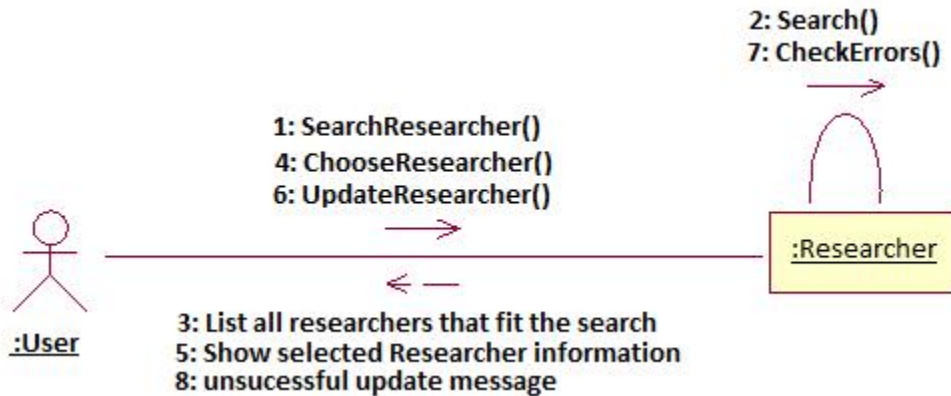 2: Search()
7: CheckErrors()
1: SearchResearcher()
4: ChooseResearcher()
6: UpdateResearcher()
:Researcher
:User
3: List all researchers that fit the search
5: Show selected Researcher information
8: unsucessful update message